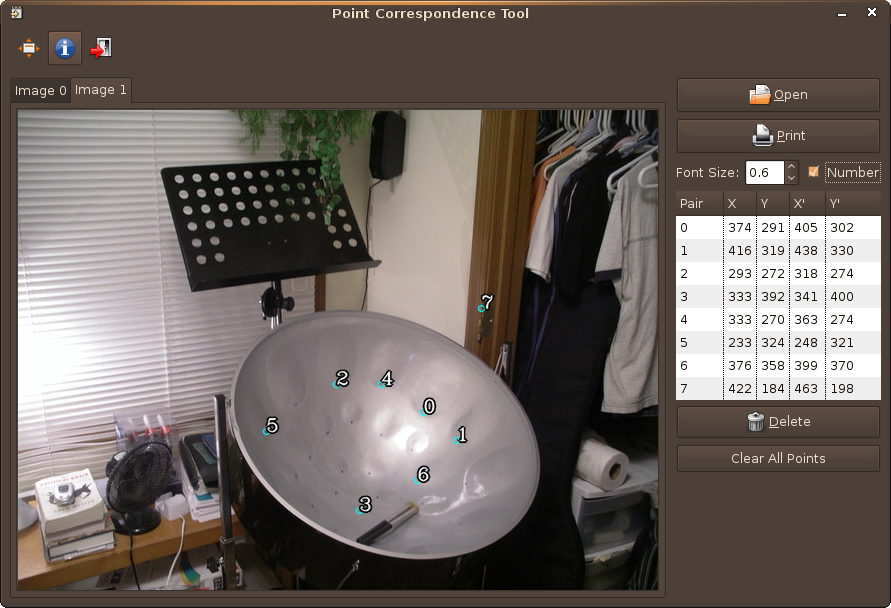 Point Correspondence Tool
Image 0 Image 1
Open
Print
Font Size: 0.6 Number
Pair X Y X' Y'
0 374 291 405 302
1 416 319 438 330
2 293 272 318 274
3 333 392 341 400
4 333 270 363 274
5 233 324 248 321
6 376 358 399 370
7 422 184 463 198
Delete
Clear All Points
7
2 4
0
5 1
6
3